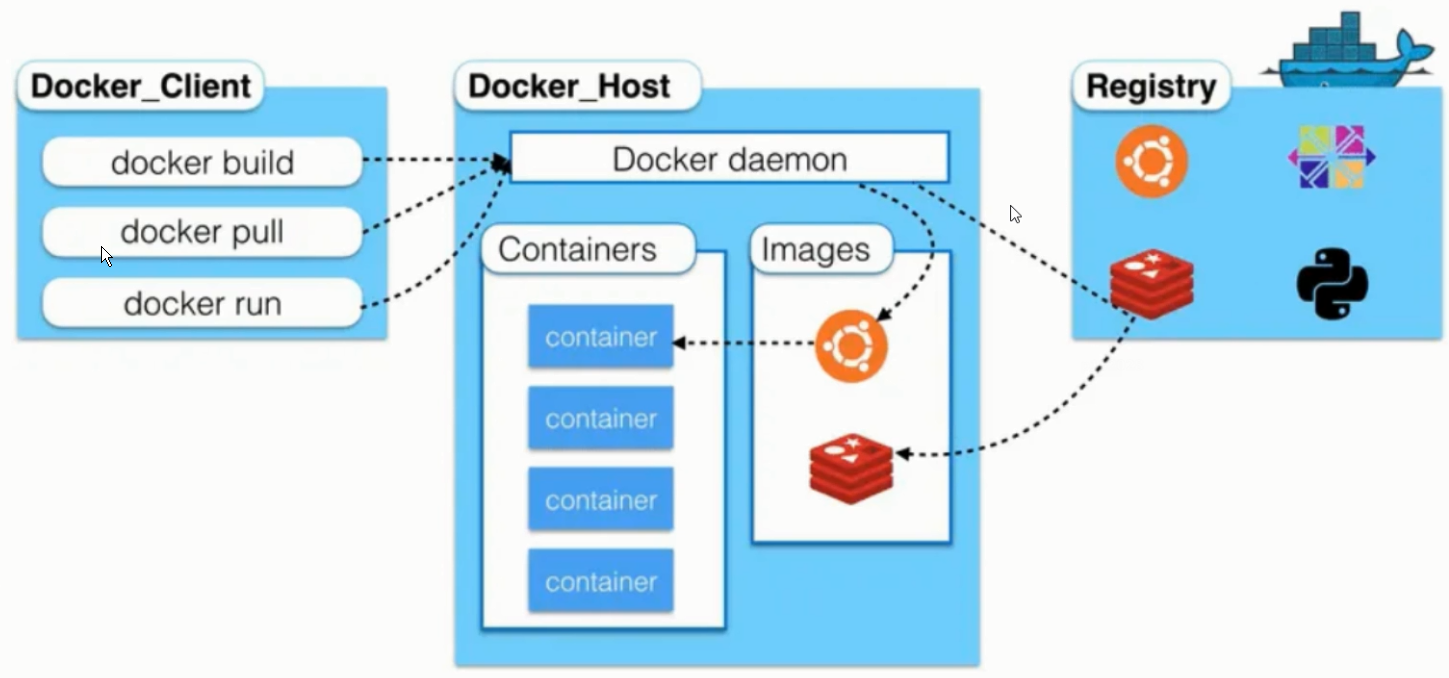 Docker_Client
docker build
docker pull
docker run
Docker_Host
Docker daemon
Containers
container
container
container
container
Images
Registry